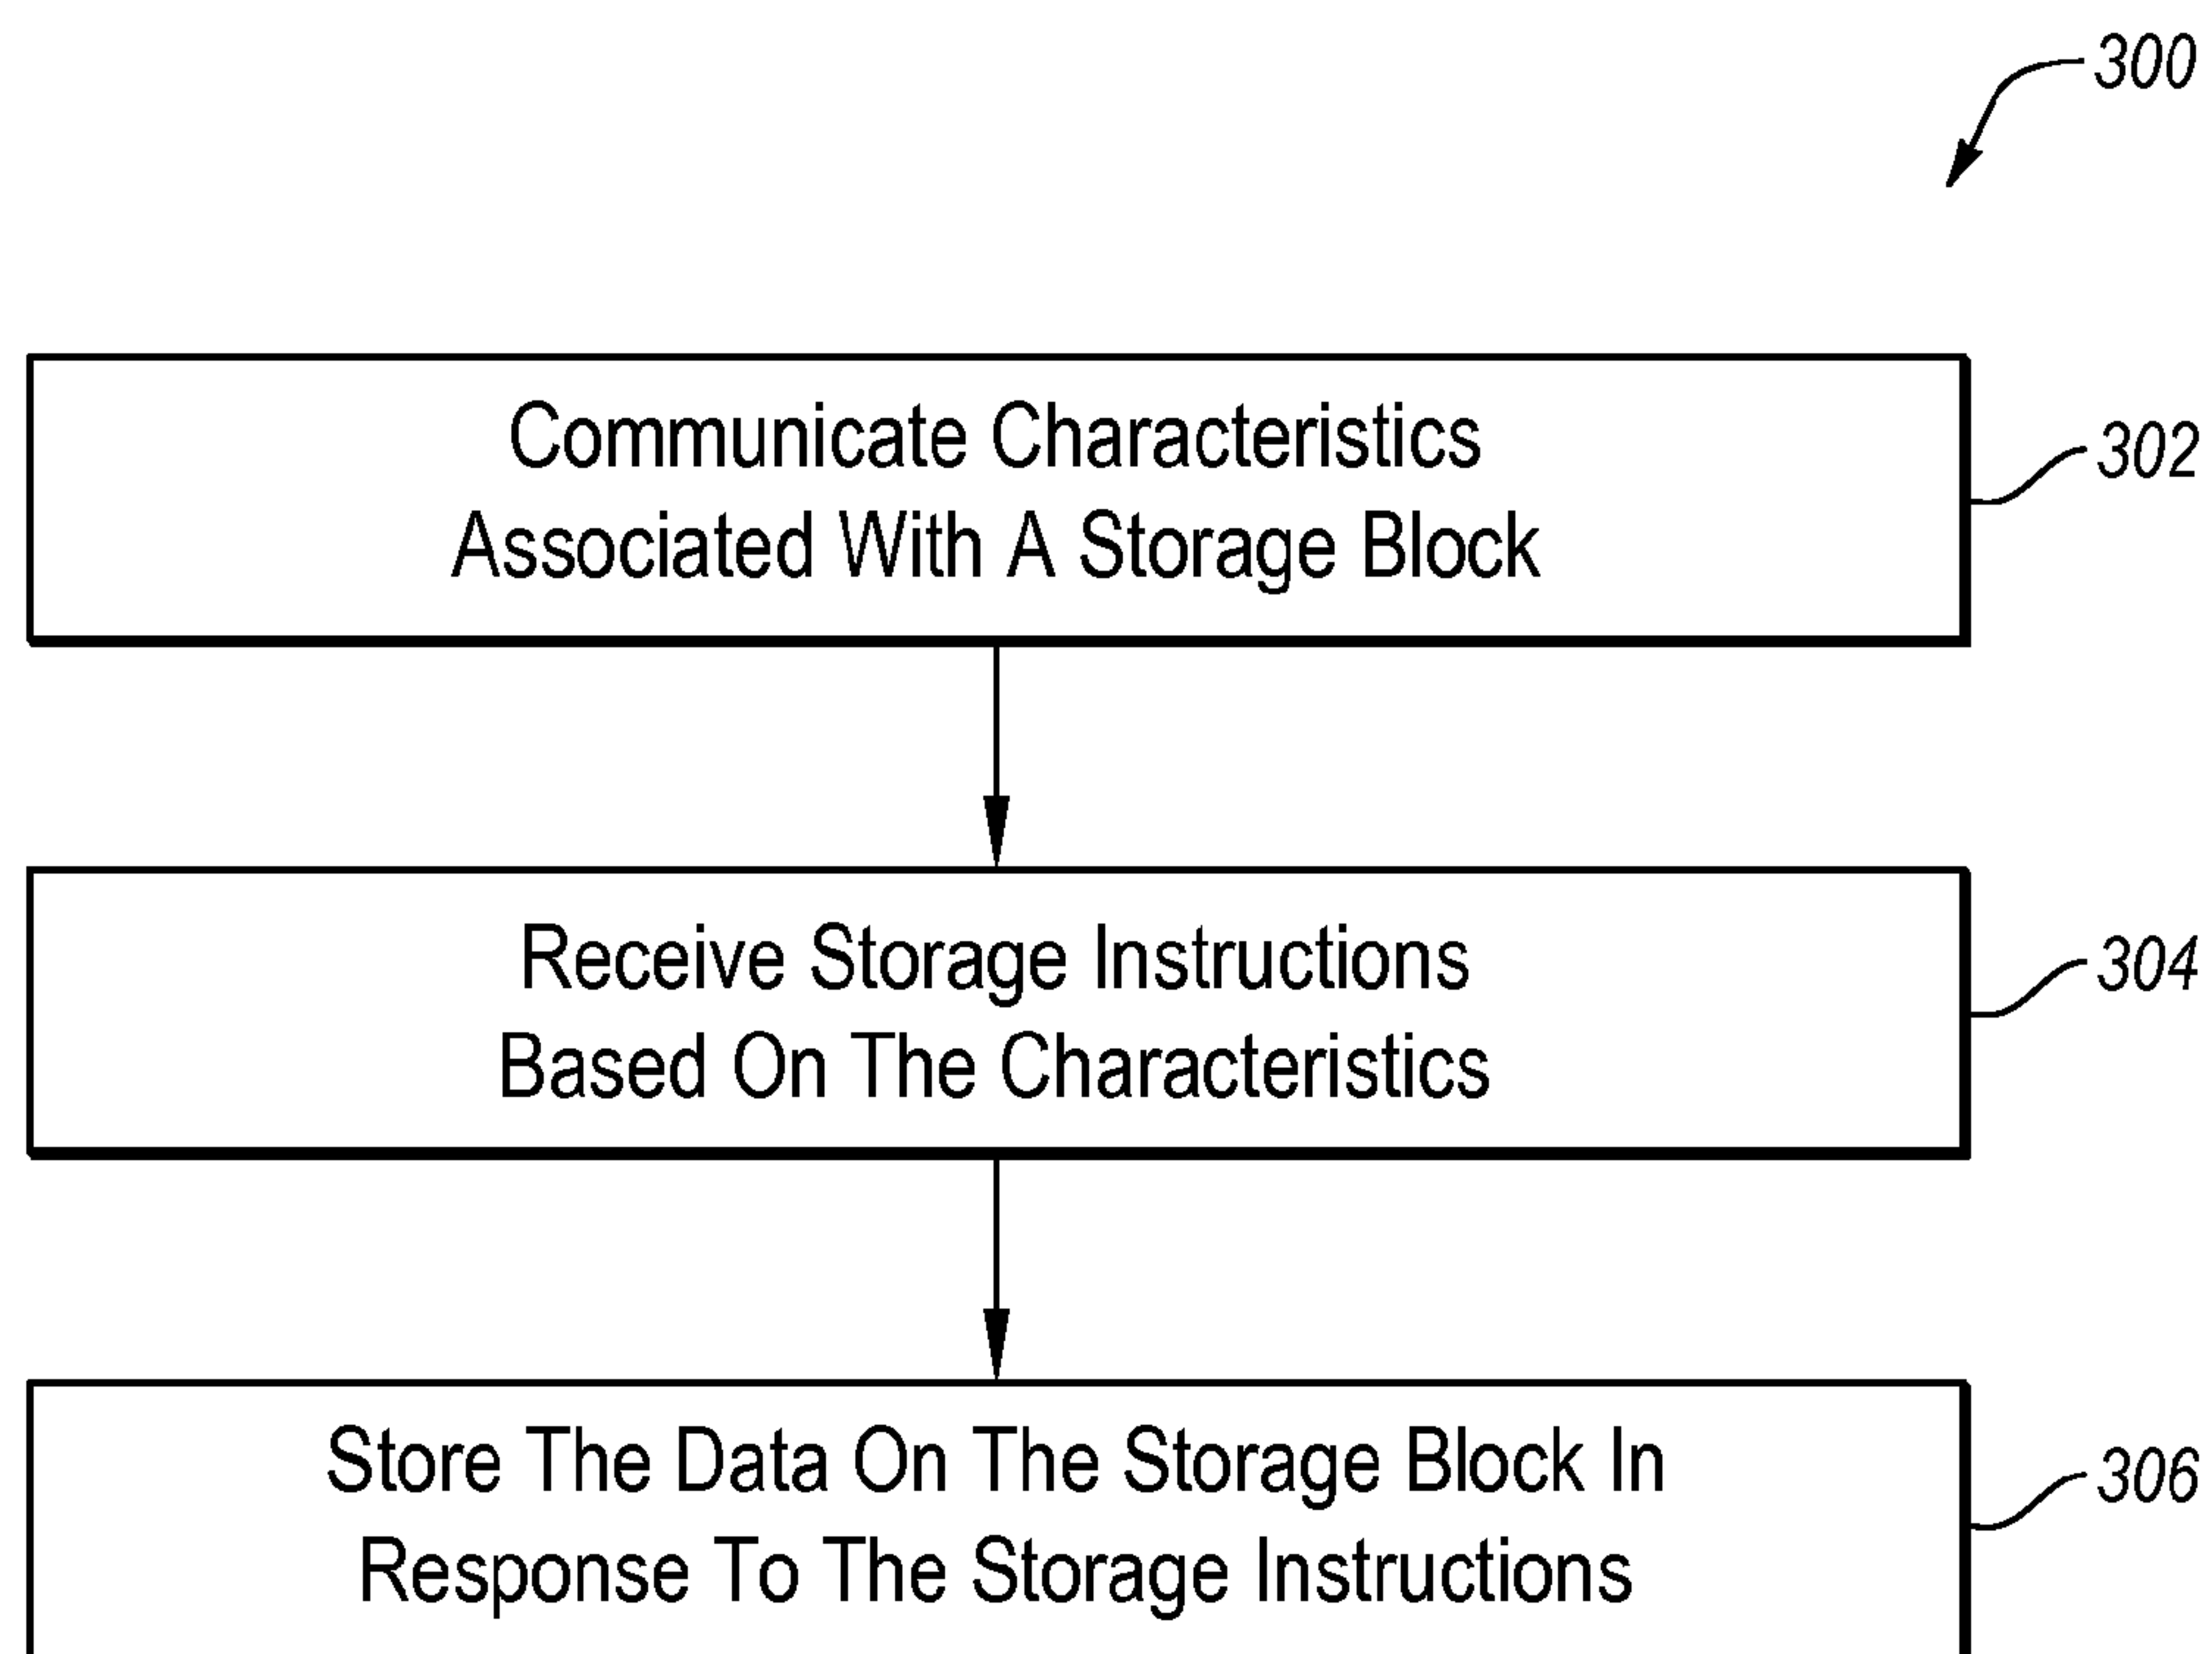 300
Communicate Characteristics
Associated With A Storage Block
302
Receive Storage Instructions
Based On The Characteristics
304
Store The Data On The Storage Block In
Response To The Storage Instructions
306